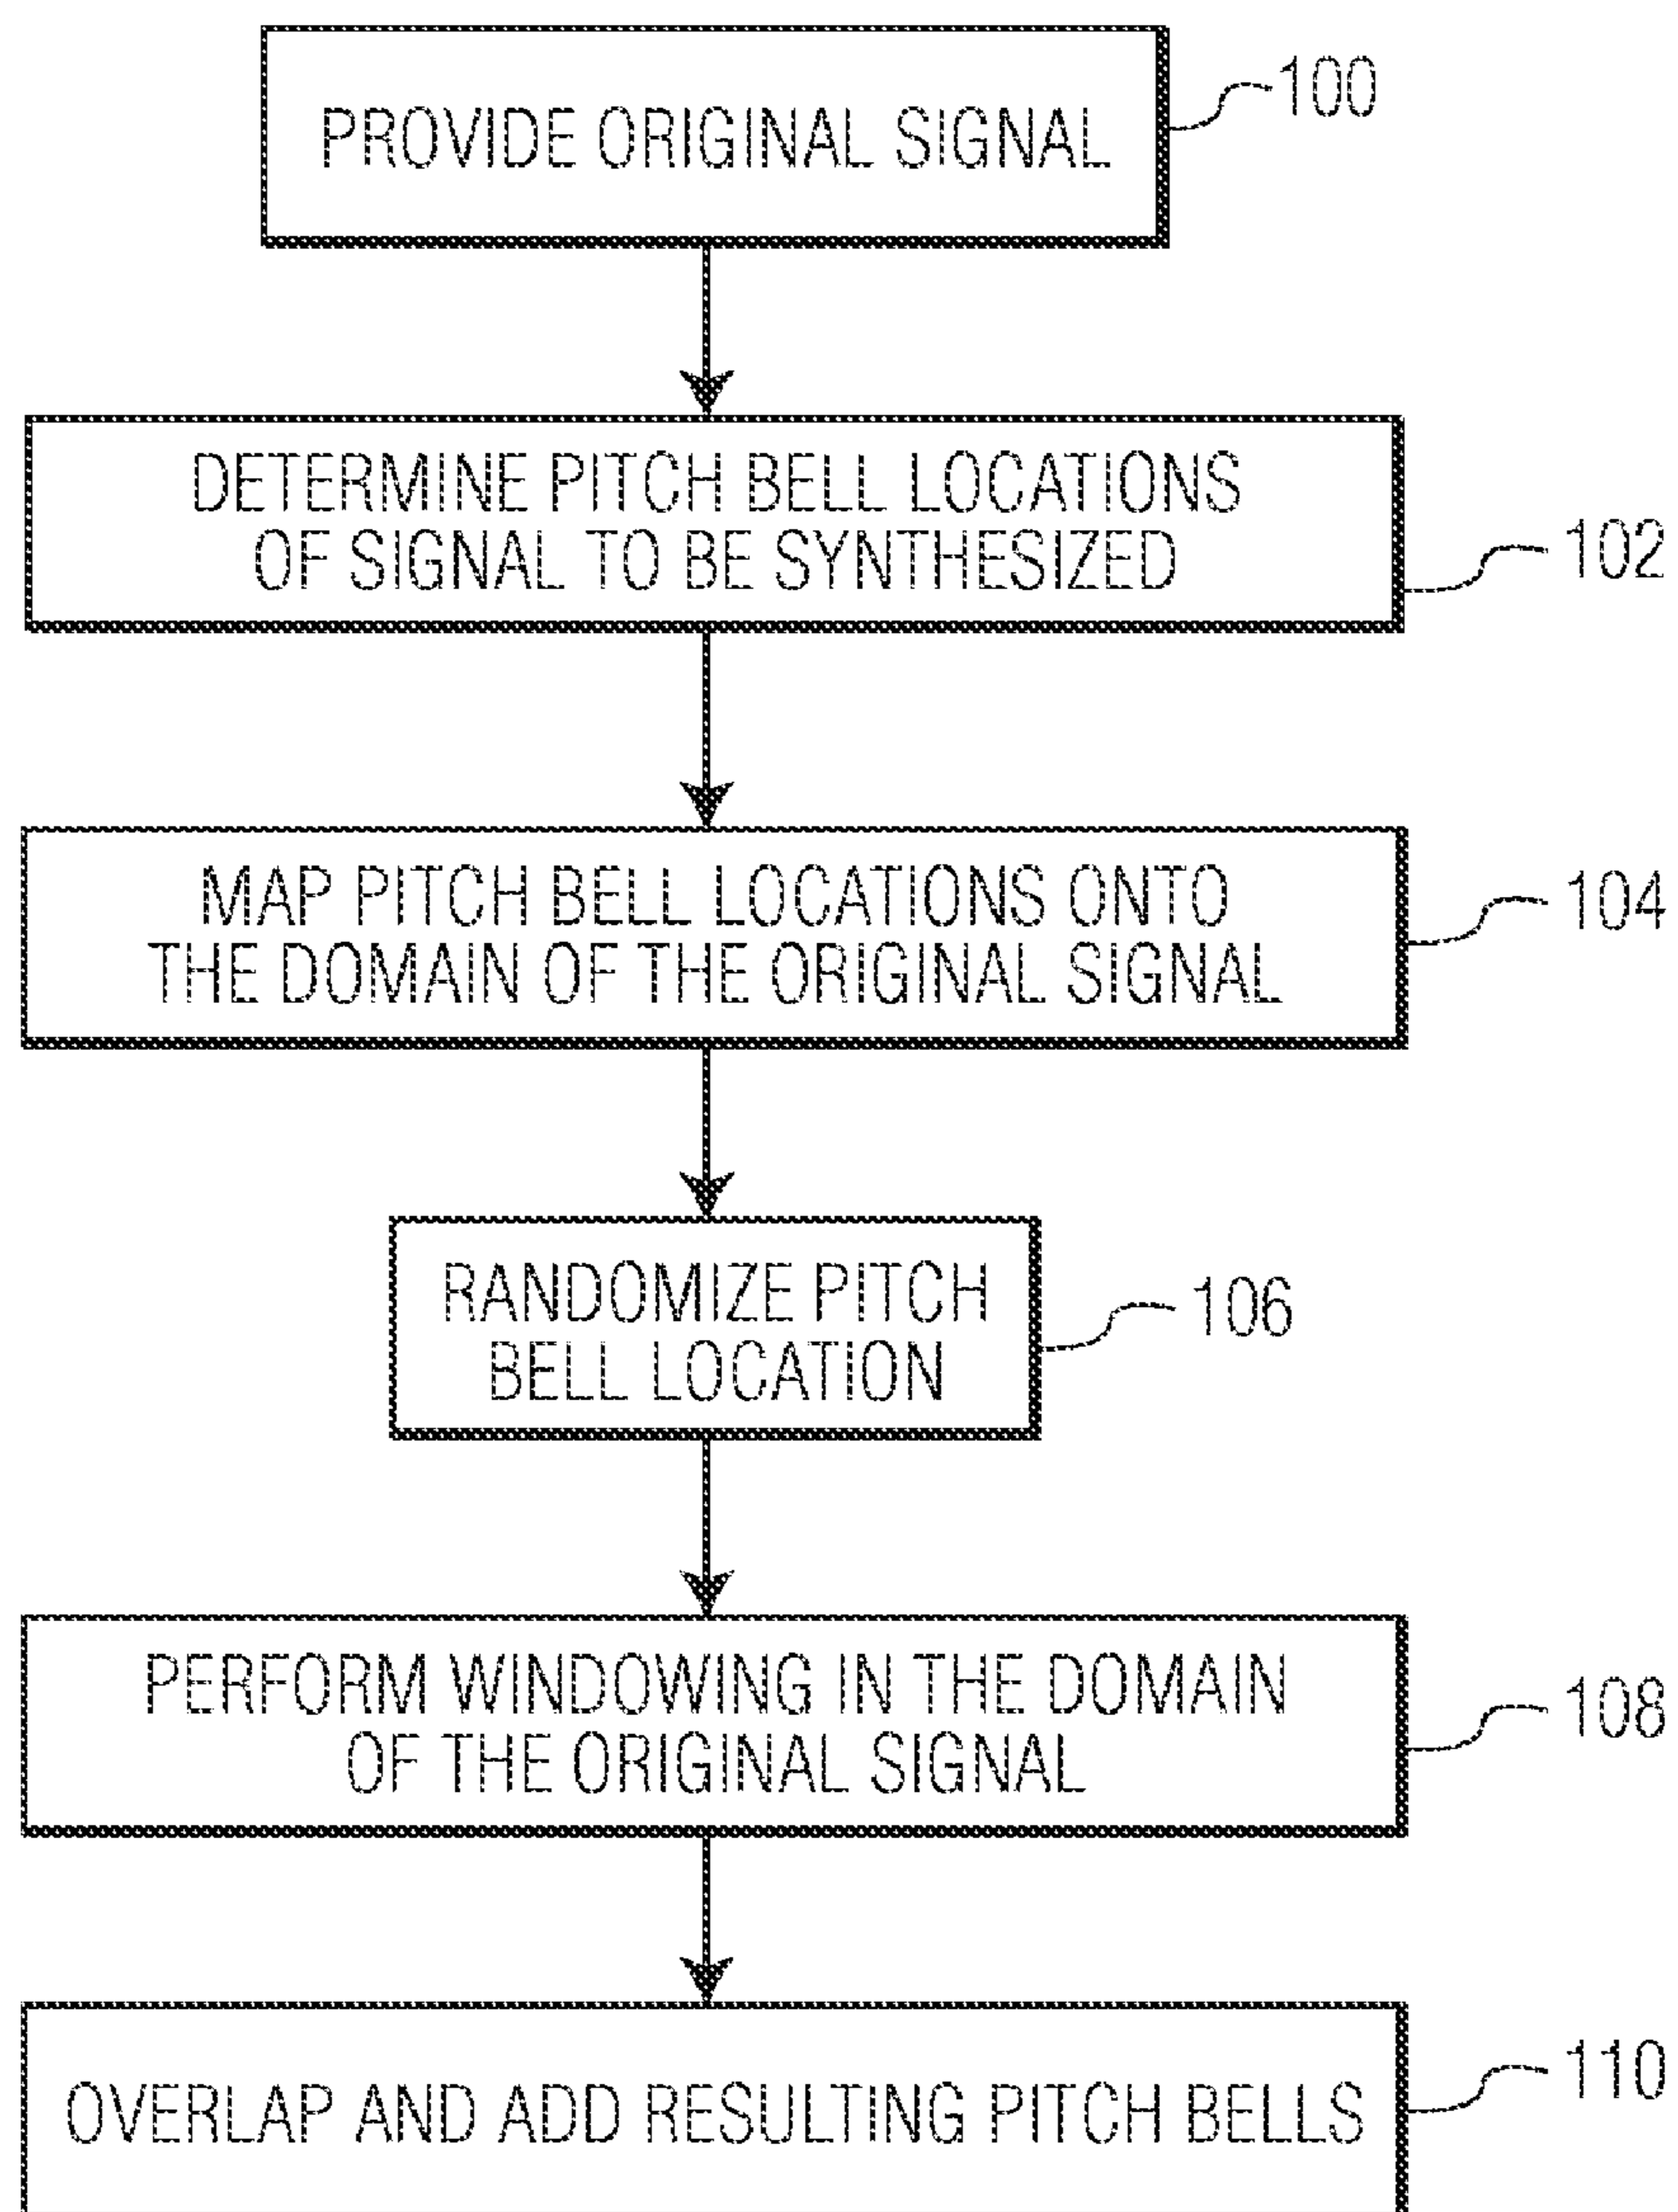 PROVIDE ORIGINAL SIGNAL
100
DETERMINE PITCH BELL LOCATIONS
OF SIGNAL TO BE SYNTHESIZED
102
MAP PITCH BELL LOCATIONS ONTO
THE DOMAIN OF THE ORIGINAL SIGNAL
104
RANDOMIZE PITCH
BELL LOCATION
106
PERFORM WINDOWING IN THE DOMAIN
OF THE ORIGINAL SIGNAL
108
OVERLAP AND ADD RESULTING PITCH BELLS
110